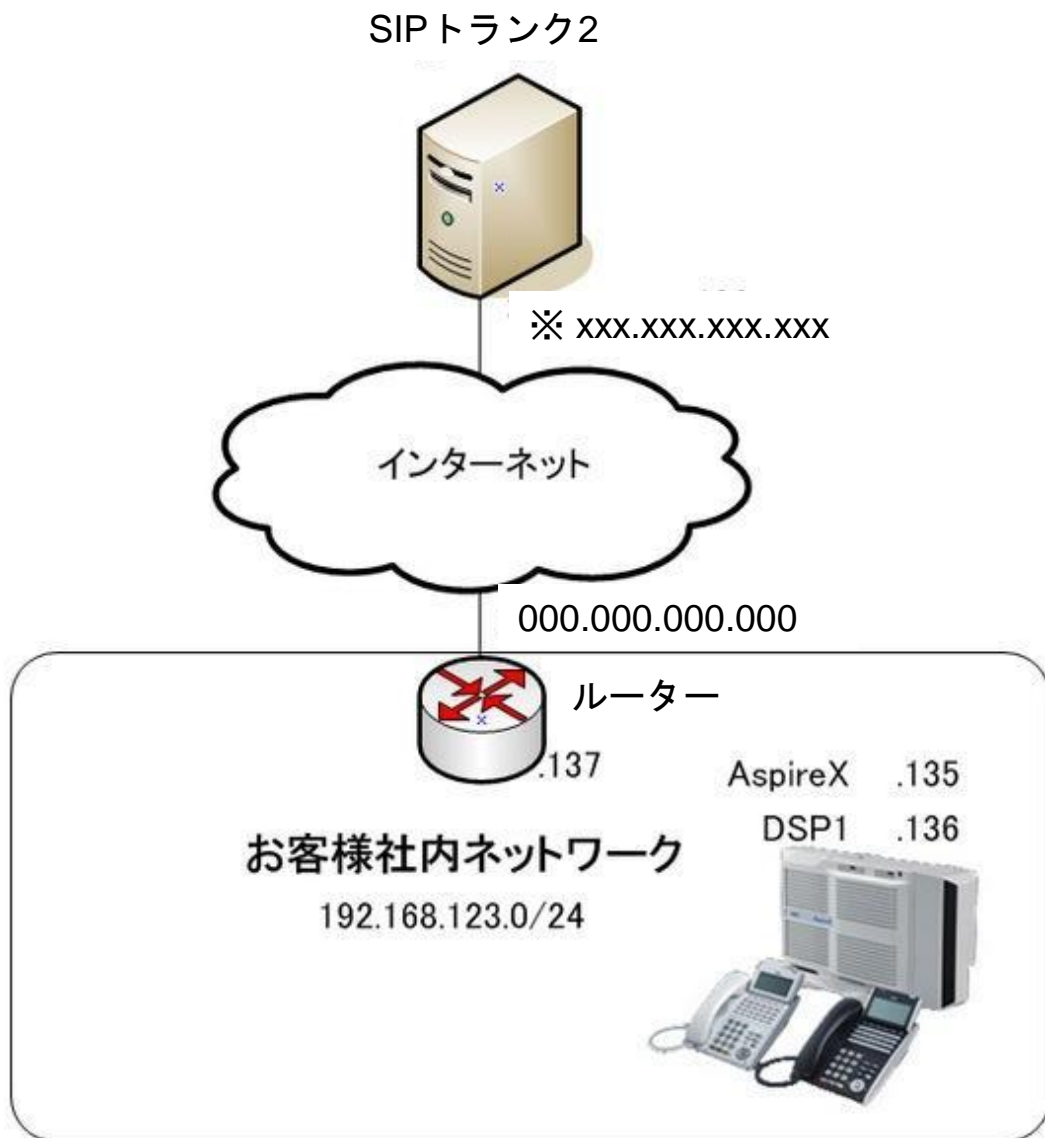 SIPトランク2
※ xxx.xxx.xxx.xxx
インターネット
000.000.000.000
ルーター
.137
AspireX .135
DSP1 .136
お客様社内ネットワーク
192.168.123.0/24